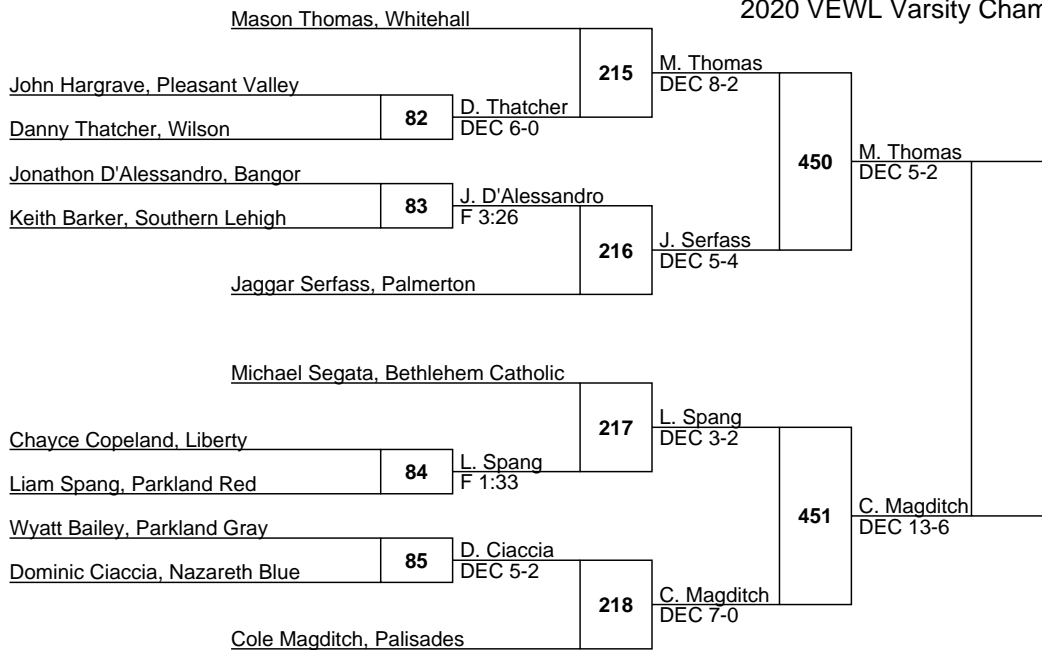 2020 VEWL Varsity Cham
Mason Thomas, Whitehall
215
M. Thomas
DEC 8-2
John Hargrave, Pleasant Valley
82
D. Thatcher
DEC 6-0
Danny Thatcher, Wilson
450
M. Thomas
DEC 5-2
Jonathon D'Alessandro, Bangor
83
J. D'Alessandro
F 3:26
Keith Barker, Southern Lehigh
216
J. Serfass
DEC 5-4
Jaggar Serfass, Palmerton
Michael Segata, Bethlehem Catholic
217
L. Spang
DEC 3-2
Chayce Copeland, Liberty
84
L. Spang
F 1:33
Liam Spang, Parkland Red
451
C. Magditch
DEC 13-6
Wyatt Bailey, Parkland Gray
85
D. Ciaccia
DEC 5-2
Dominic Ciaccia, Nazareth Blue
218
C. Magditch
DEC 7-0
Cole Magditch, Palisades